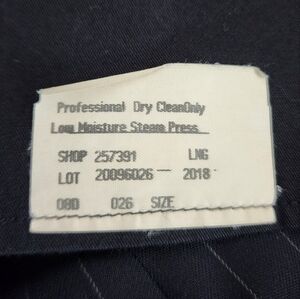 Professional Dry CleanOnly
Low Moisture Steam Press
SHOP 257391 LNG
LOT 20096026 2018
08D 026 SIZE